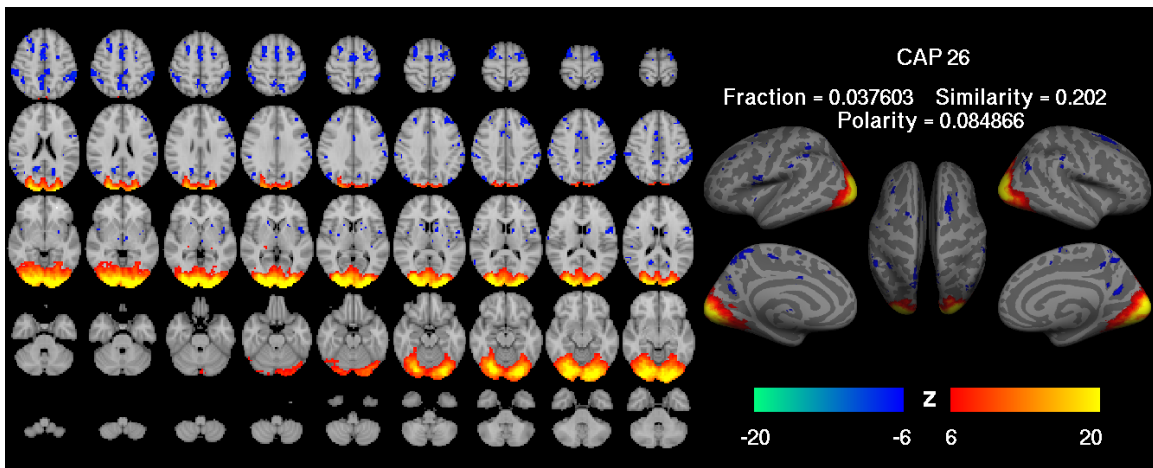 CAP 26
Fraction = 0.037603 Similarity = 0.202
Polarity = 0.084866
z
-20 -6 6 20